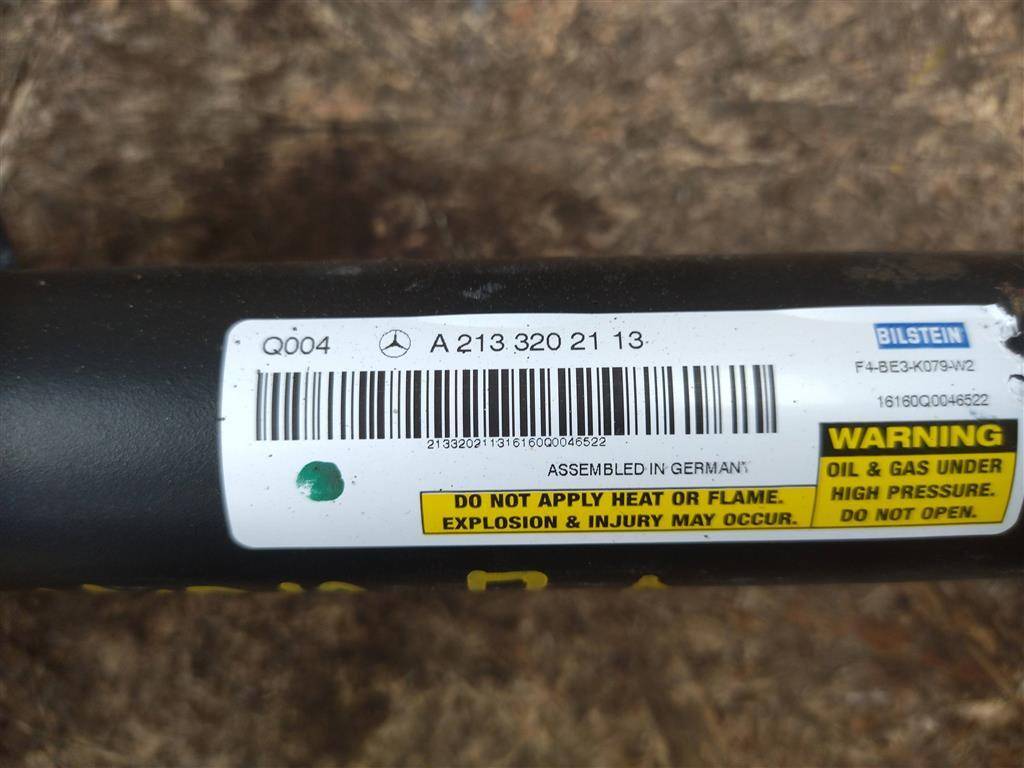 Q004 A 213 320 21 13
BILSTEIN
F4-BE3-K079-W2
16160Q0046522
213320211316160Q0046522
ASSEMBLED IN GERMANY
WARNING
OIL & GAS UNDER
HIGH PRESSURE.
DO NOT OPEN.
DO NOT APPLY HEAT OR FLAME.
EXPLOSION & INJURY MAY OCCUR.